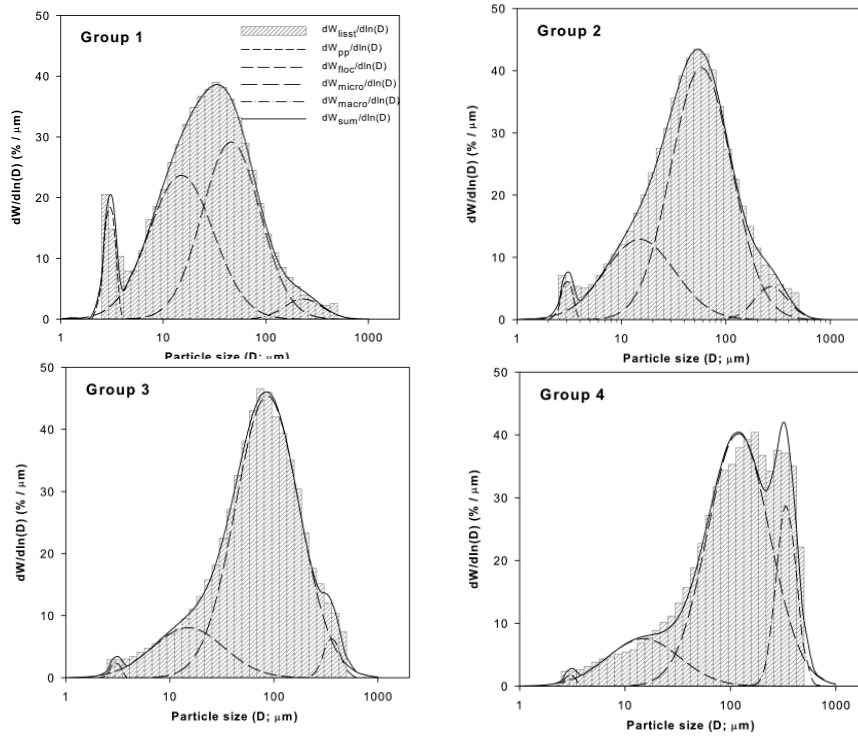 Group 1
dW_lisst/dln(D)
dW_pp/dln(D)
dW_floc/dln(D)
dW_micro/dln(D)
dW_macro/dln(D)
dW_sum/dln(D)
dW/dln(D) (% / μm)
50
40
30
20
10
0
1 10 100 1000
Particle size (D; μm)
Group 2
dW/dln(D) (% / μm)
50
40
30
20
10
0
1 10 100 1000
Particle size (D; μm)
Group 3
dW/dln(D) (% / μm)
50
40
30
20
10
0
1 10 100 1000
Particle size (D; μm)
Group 4
dW/dln(D) (% / μm)
50
40
30
20
10
0
1 10 100 1000
Particle size (D; μm)